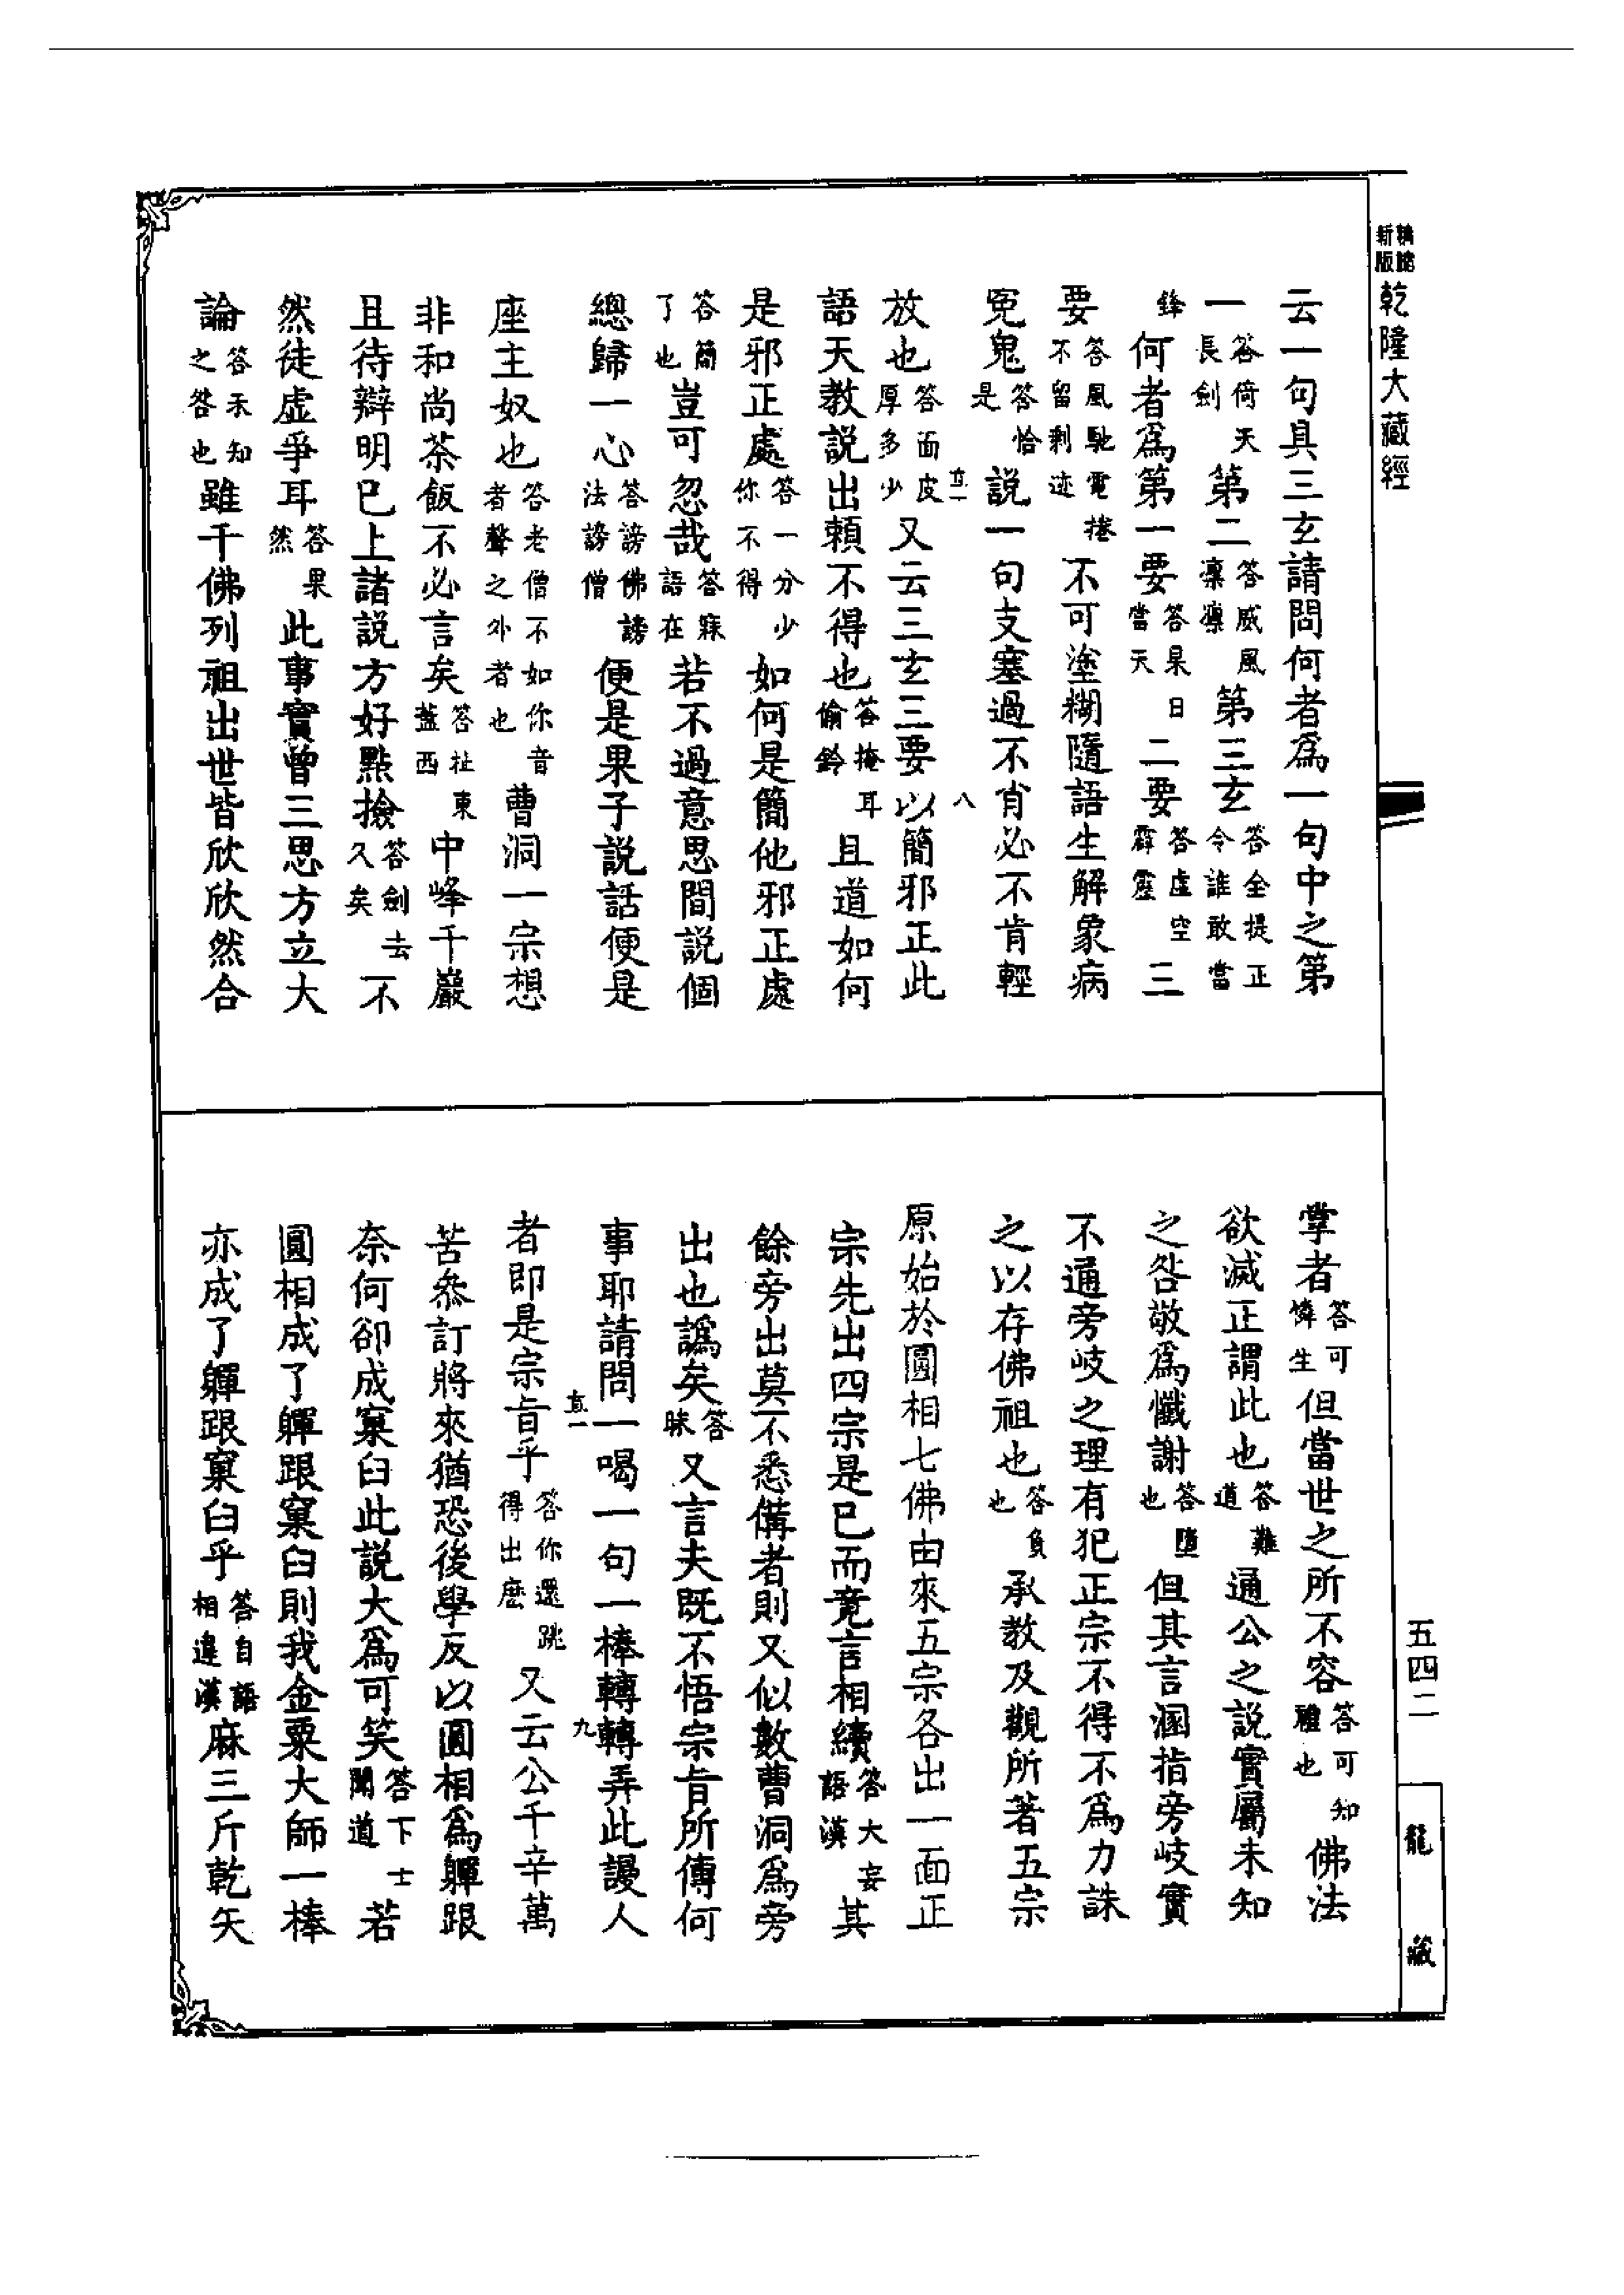 精縮新版乾隆大藏經
云一句具三玄請問何者爲一句中之第
一答倚天長劍第二答威風凜凜第三玄答全提正令誰敢當
鋒何者爲第一要答杲日當天二要答虛空霹靂三
要答風馳電捲不留剩迹不可塗糊隨語生解象病
冤鬼答恰是說一句支塞過不肯必不肯輕
放也答面皮厚多少又云三玄三要以簡邪正此
語天教說出賴不得也答掩耳偷鈴且道如何
是邪正處答一分少你不得如何是簡他邪正處
答簡了也豈可忽哉答寐語在若不過意思間說個
總歸一心答謗佛謗法謗僧便是果子說話便是
座主奴也答老僧不如你音者聲之外者也曹洞一宗想
非和尚茶飯不必言矣答扯東蓋西中峰千巖
且待辯明已上諸說方好點撿答劍去久矣不
然徒虛爭耳答果然此事實曾三思方立大
論答未知之答也雖千佛列祖出世皆欣欣然合
掌者答可憐生但當世之所不容答可知禮也佛法
欲滅正謂此也答難道通公之說實屬未知
之咎敬爲懺謝答墮也但其言溷指旁岐實
不通旁岐之理有犯正宗不得不爲力誅
之以存佛祖也答負也承教及觀所著五宗
原始於圓相七佛由來五宗各出一面正
宗先出四宗是已而竟言相續答大妄語漢其
餘旁出莫不悉備者則又似數曹洞爲旁
出也譌矣答昧又言夫既不悟宗旨所傳何
事耶請問一喝一句一棒轉轉弄此謾人
者即是宗旨乎答你還跳得出麽又云公千辛萬
苦參訂將來猶恐後學反以圓相爲軃跟
奈何卻成窠臼此說大爲可笑答下士聞道若
圓相成了軃跟窠臼則我金粟大師一棒
亦成了軃跟窠臼乎答自語相違漢麻三斤乾矢
五四二
龍藏